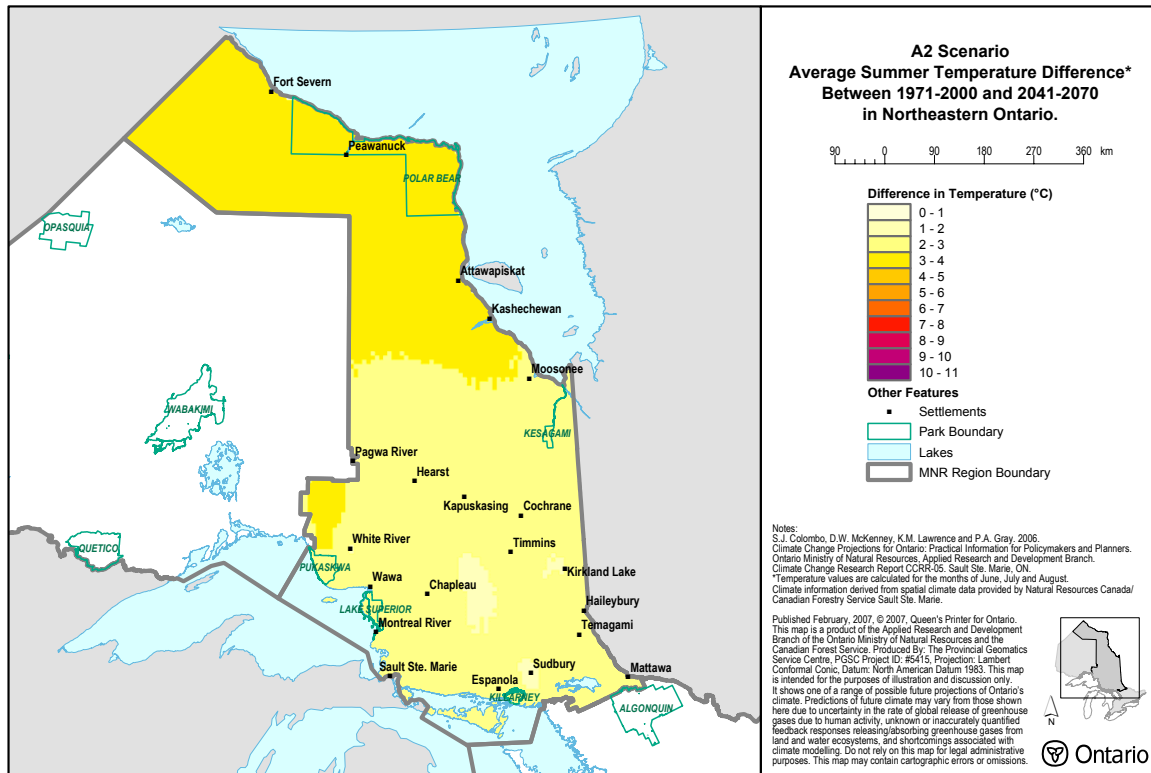 A2 Scenario
Average Summer Temperature Difference*
Between 1971-2000 and 2041-2070
in Northeastern Ontario.
90 0 90 180 270 360 km
Difference in Temperature (°C)
0 - 1
1 - 2
2 - 3
3 - 4
4 - 5
5 - 6
6 - 7
7 - 8
8 - 9
9 - 10
10 - 11
Other Features
Settlements
Park Boundary
Lakes
MNR Region Boundary
Notes:
S.J. Colombo, D.W. McKenney, K.M. Lawrence and P.A. Gray. 2006.
Climate Change Projections for Ontario: Practical Information for Policymakers and Planners.
Ontario Ministry of Natural Resources, Applied Research and Development Branch.
Climate Change Research Report CCRR-05. Sault Ste. Marie, ON.
*Temperature values are calculated for the months of June, July and August.
Climate information derived from spatial climate data provided by Natural Resources Canada/
Canadian Forestry Service Sault Ste. Marie.
Published February, 2007, © 2007, Queen's Printer for Ontario.
This map is a product of the Applied Research and Development
Branch of the Ontario Ministry of Natural Resources and the
Canadian Forest Service. Produced By: The Provincial Geomatics
Service Centre, PGSC Project ID: #5415, Projection: Lambert
Conformal Conic, Datum: North American Datum 1983. This map
is intended for the purposes of illustration and discussion only.
It shows one of a range of possible future projections of Ontario's
climate. Predictions of future climate may vary from those shown
here due to uncertainty in the rate of global release of greenhouse
gases due to human activity, unknown or inaccurately quantified
feedback responses releasing/absorbing greenhouse gases from
land and water ecosystems, and shortcomings associated with
climate modelling. Do not rely on this map for legal administrative
purposes. This map may contain cartographic errors or omissions.
N
Ontario
Fort Severn
Peawanuck
POLAR BEAR
OPASQUIA
Attawapiskat
Kashechewan
Moosonee
WABAKIMI
KESAGAMI
Pagwa River
Hearst
Kapuskasing
Cochrane
QUETICO
White River
Timmins
PUKASKWA
Kirkland Lake
Wawa
Chapleau
LAKE SUPERIOR
Haileybury
Montreal River
Temagami
Sault Ste. Marie
Sudbury
Mattawa
Espanola
KILLARNEY
ALGONQUIN